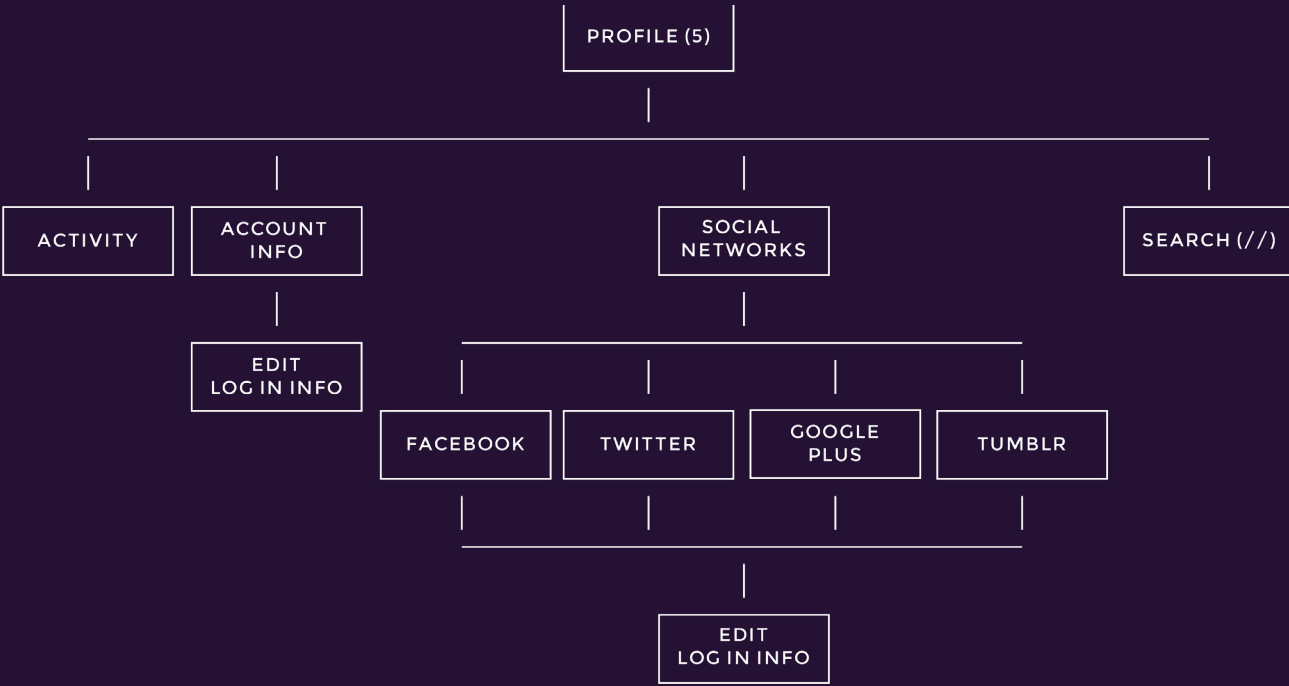 PROFILE (5)
ACTIVITY
ACCOUNT
INFO
SOCIAL
NETWORKS
SEARCH (//)
EDIT
LOG IN INFO
FACEBOOK
TWITTER
GOOGLE
PLUS
TUMBLR
EDIT
LOG IN INFO